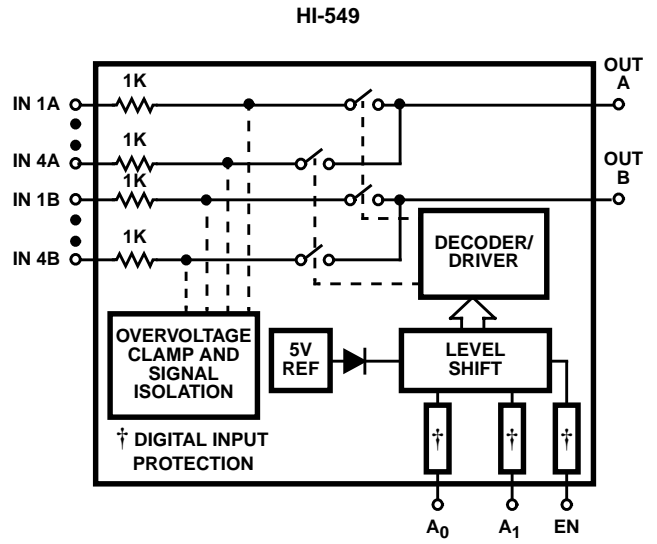 HI-549
OUT
A
1K
IN 1A
1K
IN 4A
OUT
B
1K
IN 1B
1K
IN 4B
DECODER/
DRIVER
OVERVOLTAGE
CLAMP AND
SIGNAL
ISOLATION
5V
REF
LEVEL
SHIFT
† DIGITAL INPUT
PROTECTION
† † †
A0 A1 EN